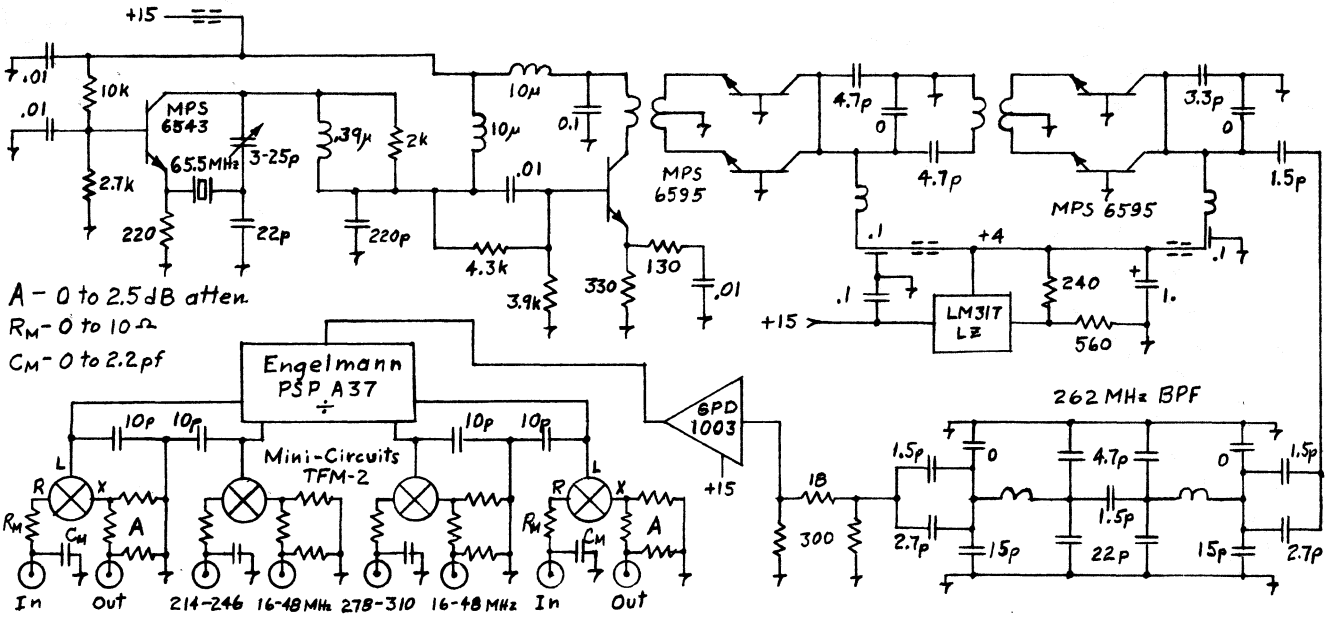 +15
.01
10k
.01
MPS
6543
65.5MHz
3-25p
.39µ
2k
10µ
10µ
0.1
2.7k
220
22p
220p
.01
4.3k
3.9k
330
130
.01
MPS
6595
4.7p
0
4.7p
3.3p
0
1.5p
MPS 6595
.1
+4
.1
.1
+15
LM317
LZ
240
560
+
1.
A - 0 to 2.5 dB atten.
RM - 0 to 10 Ω
CM - 0 to 2.2 pf
Engelmann
PSP A37
÷
10p
10p
10p
10p
Mini-Circuits
TFM-2
L
R
X
RM
CM
A
L
R
X
RM
CM
A
In
Out
214-246
16-48MHz
278-310
16-48MHz
In
Out
GPD
1003
+15
18
300
262 MHz BPF
1.5p
0
4.7p
0
1.5p
1.5p
2.7p
15p
22p
15p
2.7p